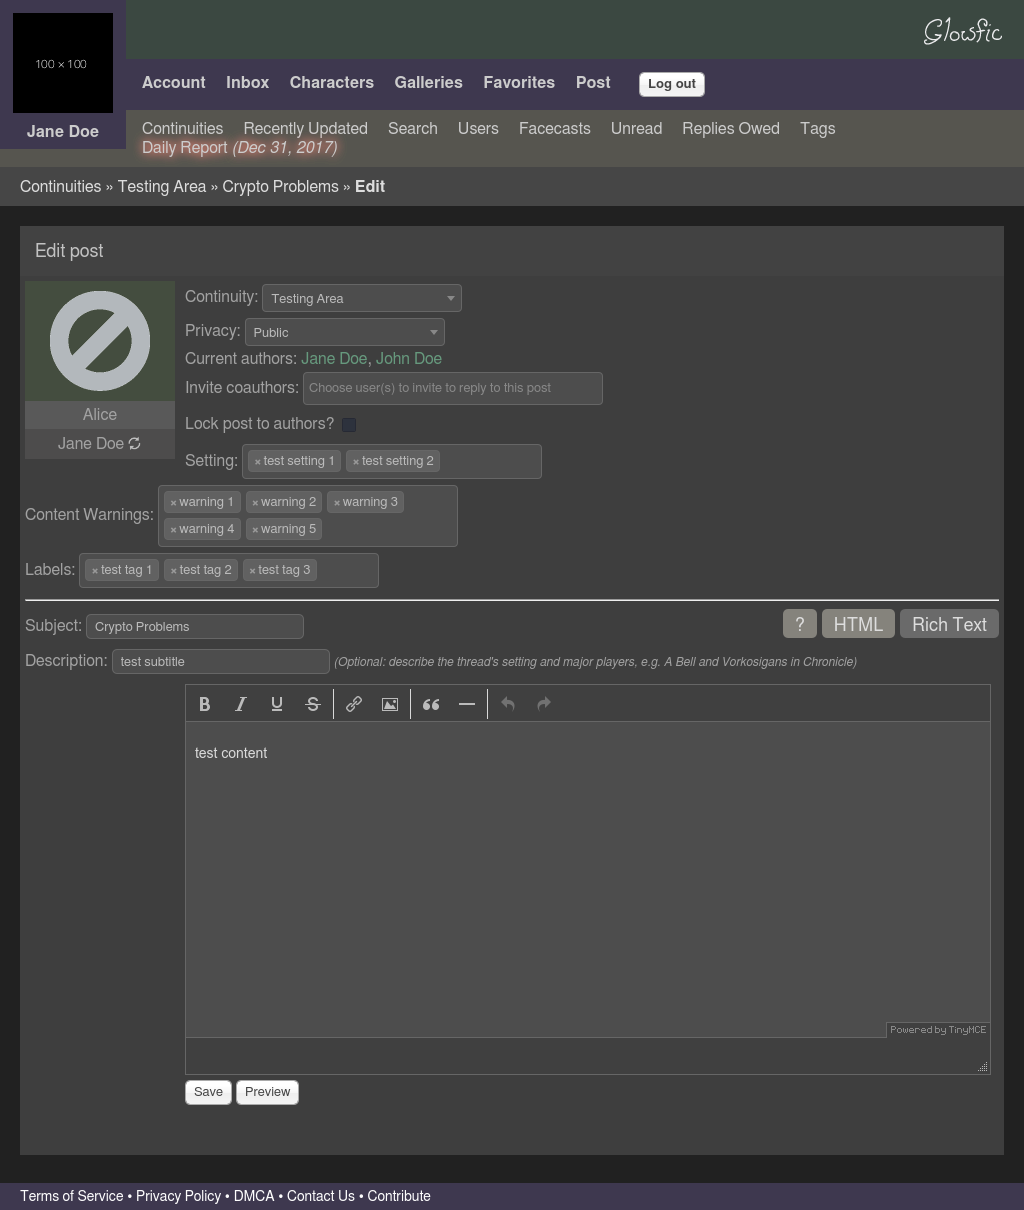 100 × 100
Glowfic
Account Inbox Characters Galleries Favorites Post Log out
Jane Doe
Continuities Recently Updated Search Users Facecasts Unread Replies Owed Tags
Daily Report (Dec 31, 2017)
Continuities » Testing Area » Crypto Problems » Edit
Edit post
Alice
Jane Doe
Continuity: Testing Area
Privacy: Public
Current authors: Jane Doe, John Doe
Invite coauthors: Choose user(s) to invite to reply to this post
Lock post to authors?
Setting: × test setting 1 × test setting 2
Content Warnings: × warning 1 × warning 2 × warning 3
× warning 4 × warning 5
Labels: × test tag 1 × test tag 2 × test tag 3
Subject: Crypto Problems ? HTML Rich Text
Description: test subtitle (Optional: describe the thread's setting and major players, e.g. A Bell and Vorkosigans in Chronicle)
B I U S
test content
Powered by TinyMCE
Save Preview
Terms of Service • Privacy Policy • DMCA • Contact Us • Contribute